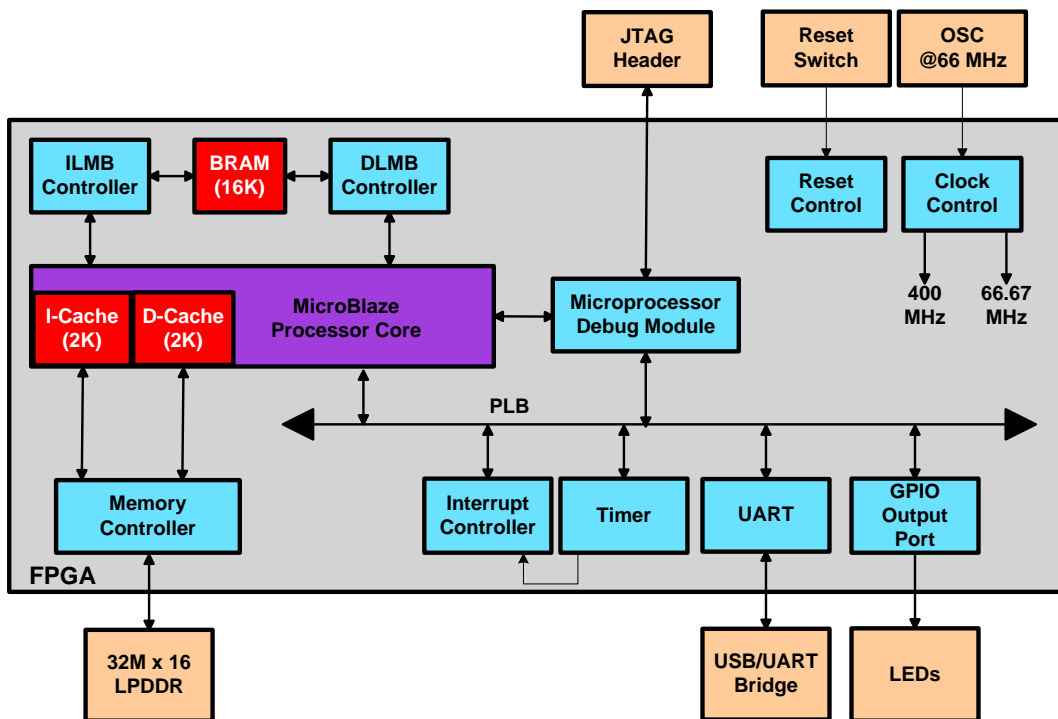 JTAG
Header
Reset
Switch
OSC
@66 MHz
ILMB
Controller
BRAM
(16K)
DLMB
Controller
Reset
Control
Clock
Control
400
MHz
66.67
MHz
I-Cache
(2K)
D-Cache
(2K)
MicroBlaze
Processor Core
Microprocessor
Debug Module
PLB
Memory
Controller
Interrupt
Controller
Timer
UART
GPIO
Output
Port
FPGA
32M x 16
LPDDR
USB/UART
Bridge
LEDs